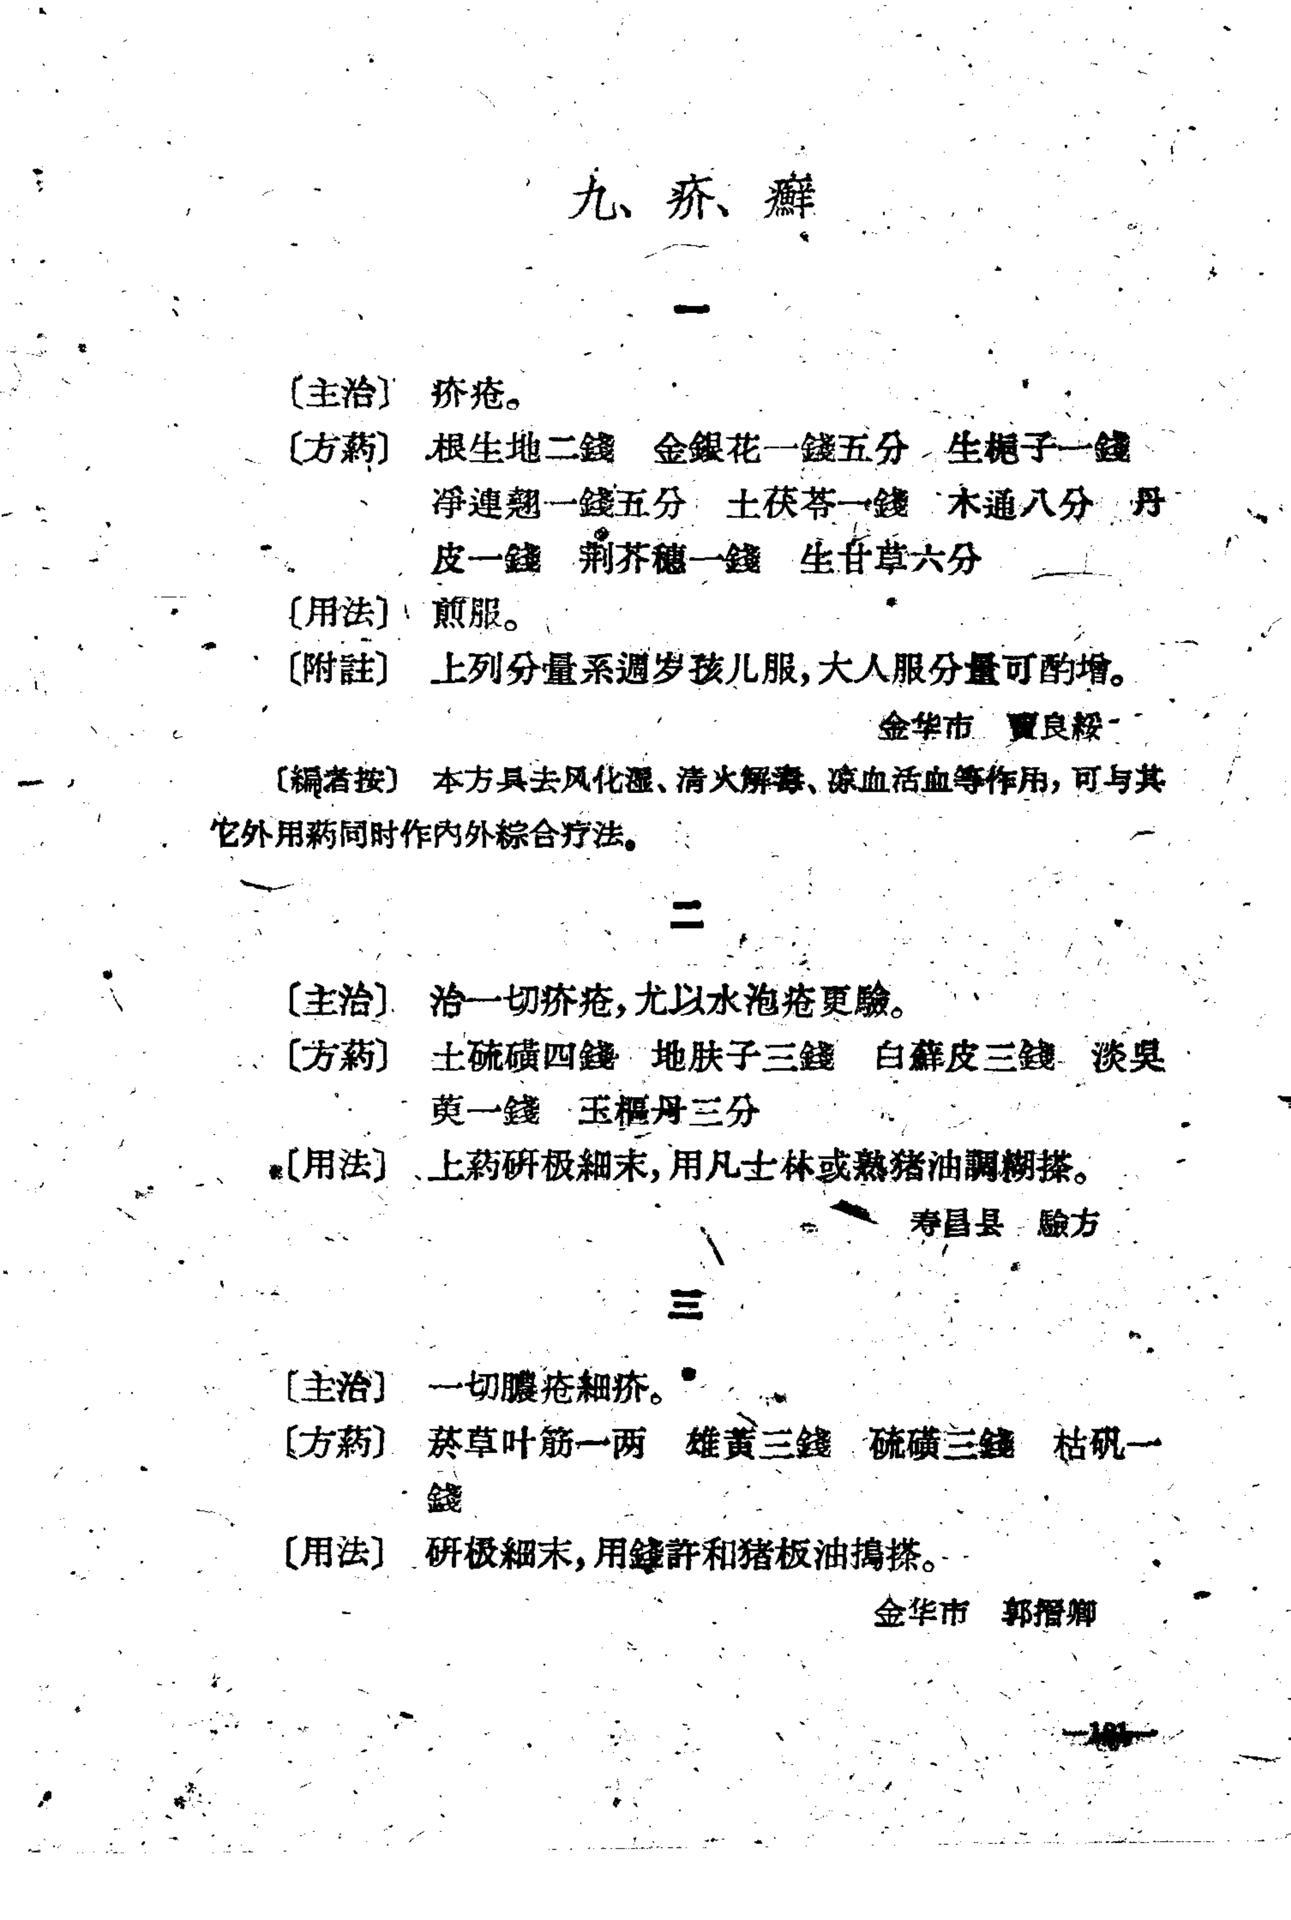 九、疥、癬
一
〔主治〕 疥疮。
〔方葯〕 根生地二錢 金銀花一錢五分 生梔子一錢
凈連翹一錢五分 土茯苓一錢 木通八分 丹
皮一錢 荆芥穗一錢 生甘草六分
〔用法〕 煎服。
〔附註〕 上列分量系週岁孩儿服，大人服分量可酌增。
金华市 賈良綏
〔編者按〕 本方具去风化湿、清火解毒、凉血活血等作用，可与其
它外用葯同时作内外綜合疗法。
二
〔主治〕 治一切疥疮，尤以水泡疮更驗。
〔方葯〕 土硫磺四錢 地肤子三錢 白蘚皮三錢 淡吳
萸一錢 玉樞丹三分
〔用法〕 上葯研极細末，用凡士林或熟猪油調糊搽。
寿昌县 驗方
三
〔主治〕 一切膿疮細疥。
〔方葯〕 菸草叶筋一两 雄黃三錢 硫磺三錢 枯矾一
錢
〔用法〕 研极細末，用錢許和猪板油搗搽。
金华市 郭搢卿